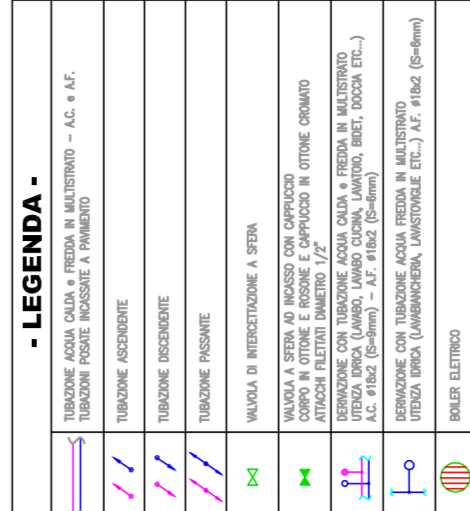 - LEGENDA -
TUBAZIONE ACQUA CALDA e FREDDA IN MULTISTRATO - A.C. e A.F.
TUBAZIONI POSATE INCASSATE A PAVIMENTO
TUBAZIONE ASCENDENTE
TUBAZIONE DISCENDENTE
TUBAZIONE PASSANTE
VALVOLA DI INTERCETTAZIONE A SFERA
VALVOLA A SFERA AD INCASSO CON CAPPUCCIO
CORPO IN OTTONE E ROSONE E CAPPUCCIO IN OTTONE CROMATO
ATTACCHI FILETTATI DIAMETRO 1/2"
DERIVAZIONE CON TUBAZIONE ACQUA CALDA e FREDDA IN MULTISTRATO
UTENZA IDRICA (LAVABO, LAVABO CUCINA, LAVATOIO, BIDET, DOCCIA ETC...)
A.C. ø18x2 (IS=9mm) - A.F. ø18x2 (IS=6mm)
DERIVAZIONE CON TUBAZIONE ACQUA FREDDA IN MULTISTRATO
UTENZA IDRICA (LAVABIANCHERIA, LAVASTOVIGLIE ETC...) A.F. ø18x2 (IS=6mm)
BOILER ELETTRICO